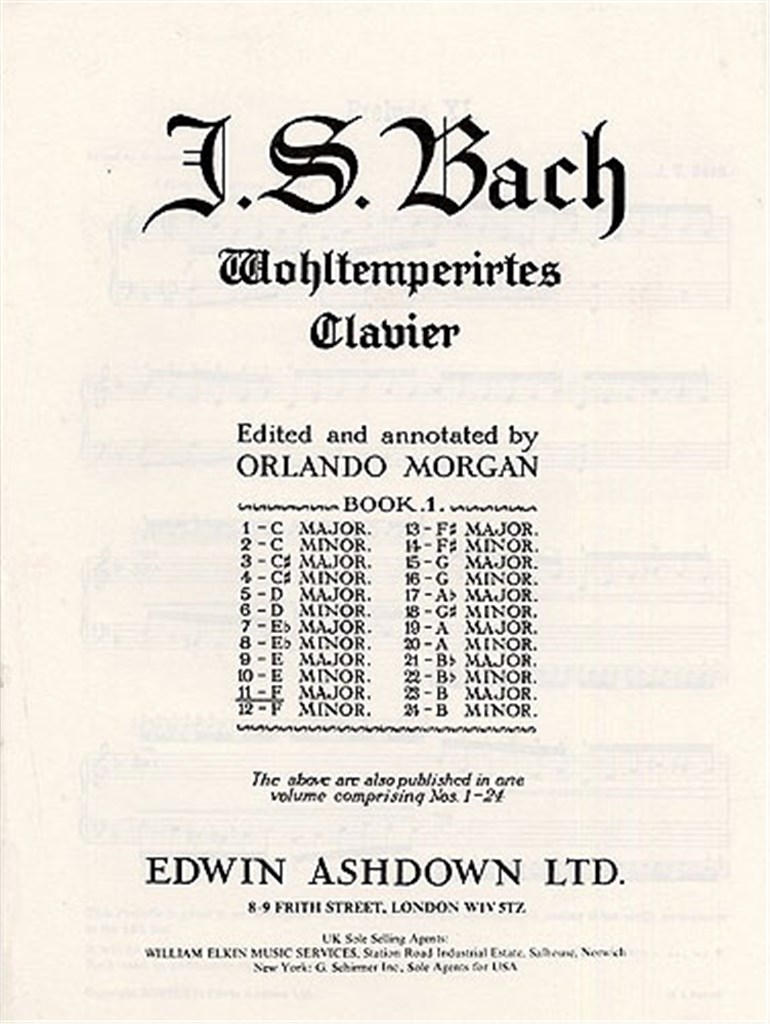 J.S. Bach
Wohltemperirtes
Clavier
Edited and annotated by
ORLANDO MORGAN
BOOK .1.
1 - C MAJOR. 13 - F♯ MAJOR.
2 - C MINOR. 14 - F♯ MINOR.
3 - C♯ MAJOR. 15 - G MAJOR.
4 - C♯ MINOR. 16 - G MINOR.
5 - D MAJOR. 17 - A♭ MAJOR.
6 - D MINOR. 18 - G♯ MINOR.
7 - E♭ MAJOR. 19 - A MAJOR.
8 - E♭ MINOR. 20 - A MINOR.
9 - E MAJOR. 21 - B♭ MAJOR.
10 - E MINOR. 22 - B♭ MINOR.
11 - F MAJOR. 23 - B MAJOR.
12 - F MINOR. 24 - B MINOR.
The above are also published in one
volume comprising Nos. 1-24
EDWIN ASHDOWN LTD.
8-9 FRITH STREET, LONDON W1V 5TZ
UK Sole Selling Agents:
WILLIAM ELKIN MUSIC SERVICES, Station Road Industrial Estate, Salhouse, Norwich
New York: G. Schirmer Inc., Sole Agents for USA